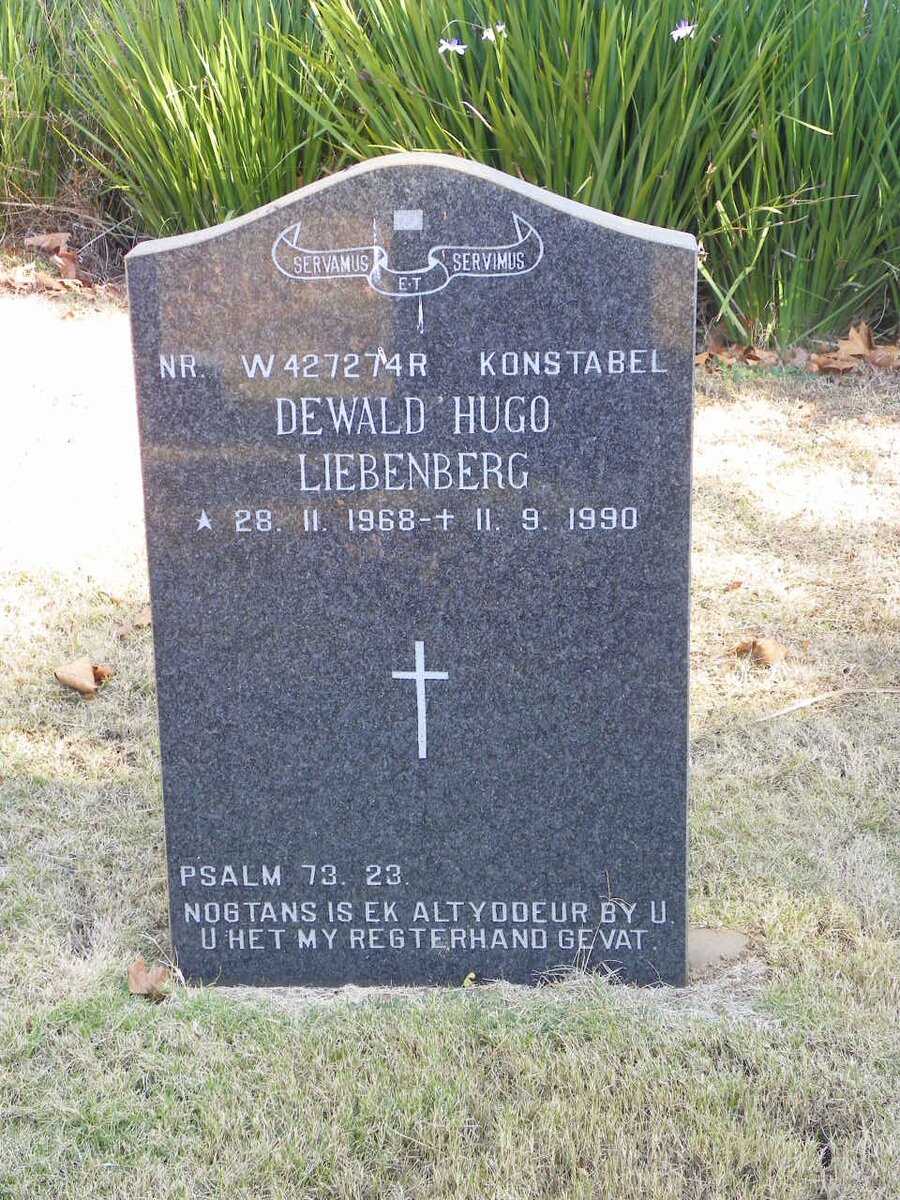 SERVAMUS ET SERVIMUS
NR. W427274R KONSTABEL
DEWALD HUGO
LIEBENBERG
★ 28. 11. 1968-✝ 11. 9. 1990
PSALM 73. 23.
NOGTANS IS EK ALTYDDEUR BY U.
U HET MY REGTERHAND GEVAT.